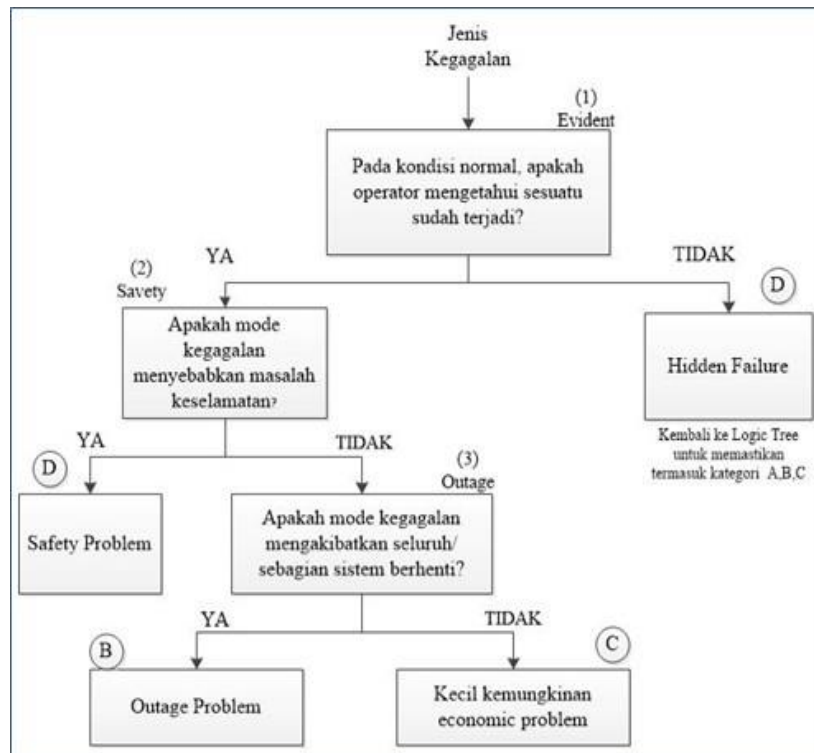 Jenis
Kegagalan
(1)
Evident
Pada kondisi normal, apakah
operator mengetahui sesuatu
sudah terjadi?
YA
TIDAK
(2)
Savety
D
Apakah mode
kegagalan
menyebabkan masalah
keselamatan?
Hidden Failure
Kembali ke Logic Tree
untuk memastikan
termasuk kategori A,B,C
YA
TIDAK
D
(3)
Outage
Safety Problem
Apakah mode kegagalan
mengakibatkan seluruh/
sebagian sistem berhenti?
YA
TIDAK
B
C
Outage Problem
Kecil kemungkinan
economic problem